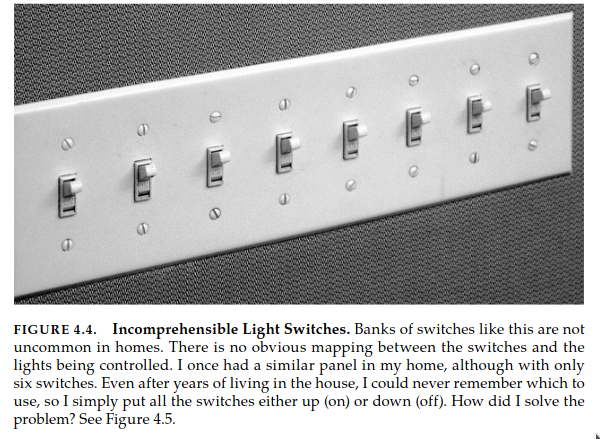 FIGURE 4.4. Incomprehensible Light Switches. Banks of switches like this are not
uncommon in homes. There is no obvious mapping between the switches and the
lights being controlled. I once had a similar panel in my home, although with only
six switches. Even after years of living in the house, I could never remember which to
use, so I simply put all the switches either up (on) or down (off). How did I solve the
problem? See Figure 4.5.